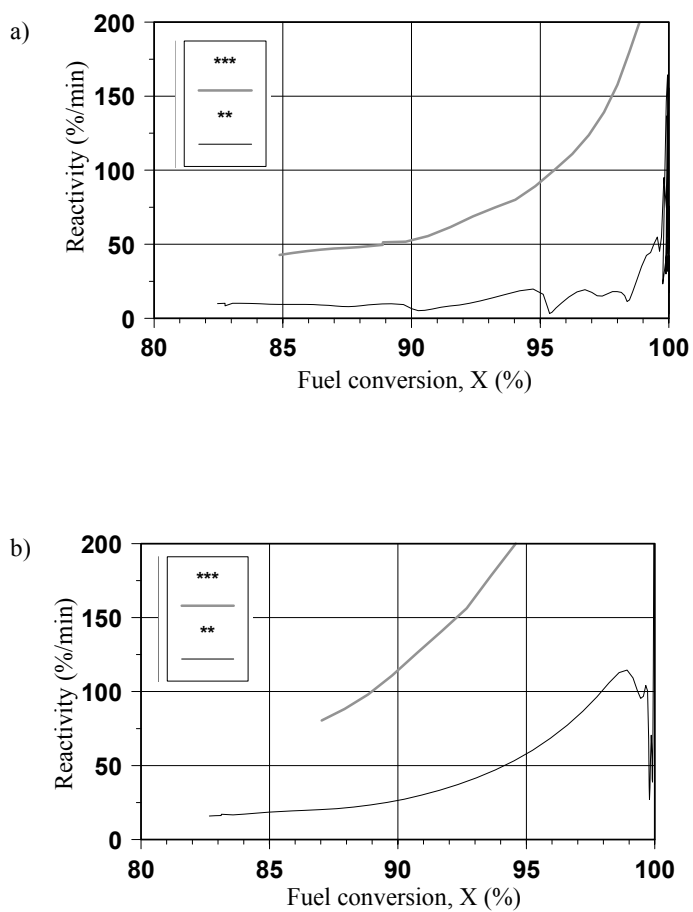 a)
200
150
100
50
0
Reactivity (%/min)
***
**
80 85 90 95 100
Fuel conversion, X (%)
b)
200
150
100
50
0
Reactivity (%/min)
***
**
80 85 90 95 100
Fuel conversion, X (%)